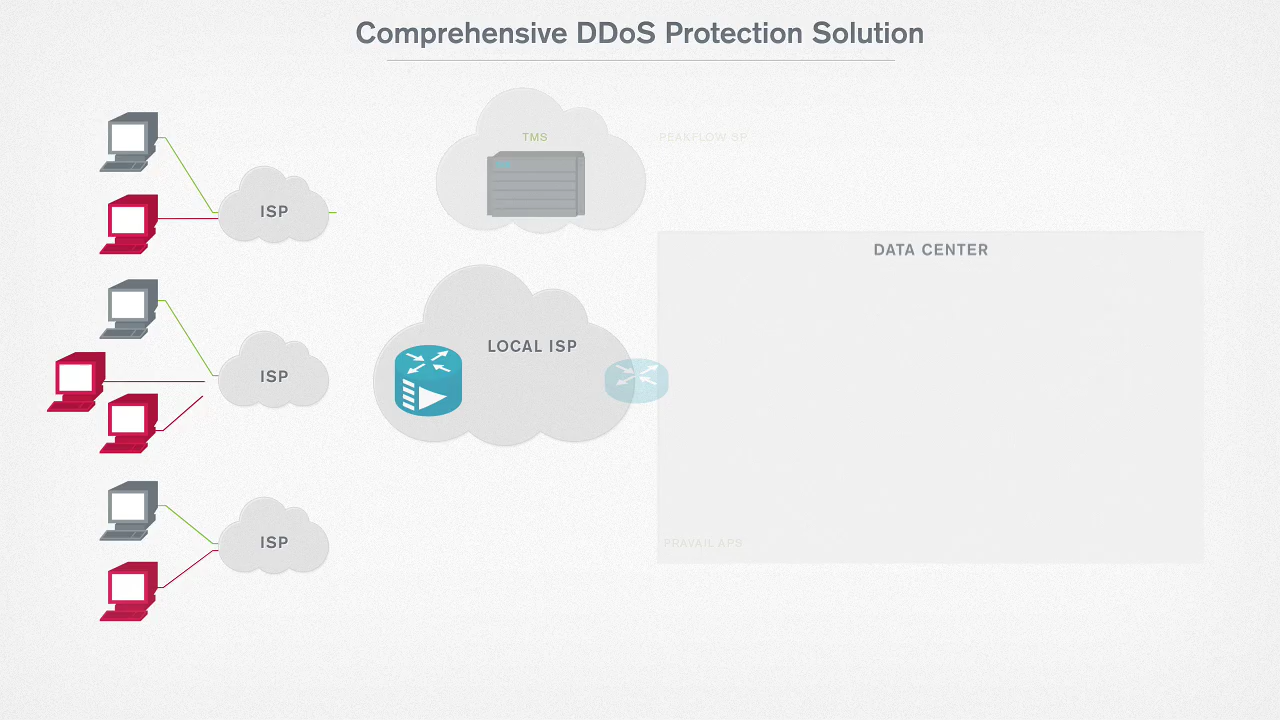 Comprehensive DDoS Protection Solution
TMS
PEAKFLOW SP
ISP
DATA CENTER
LOCAL ISP
ISP
ISP
PRAVAIL APS